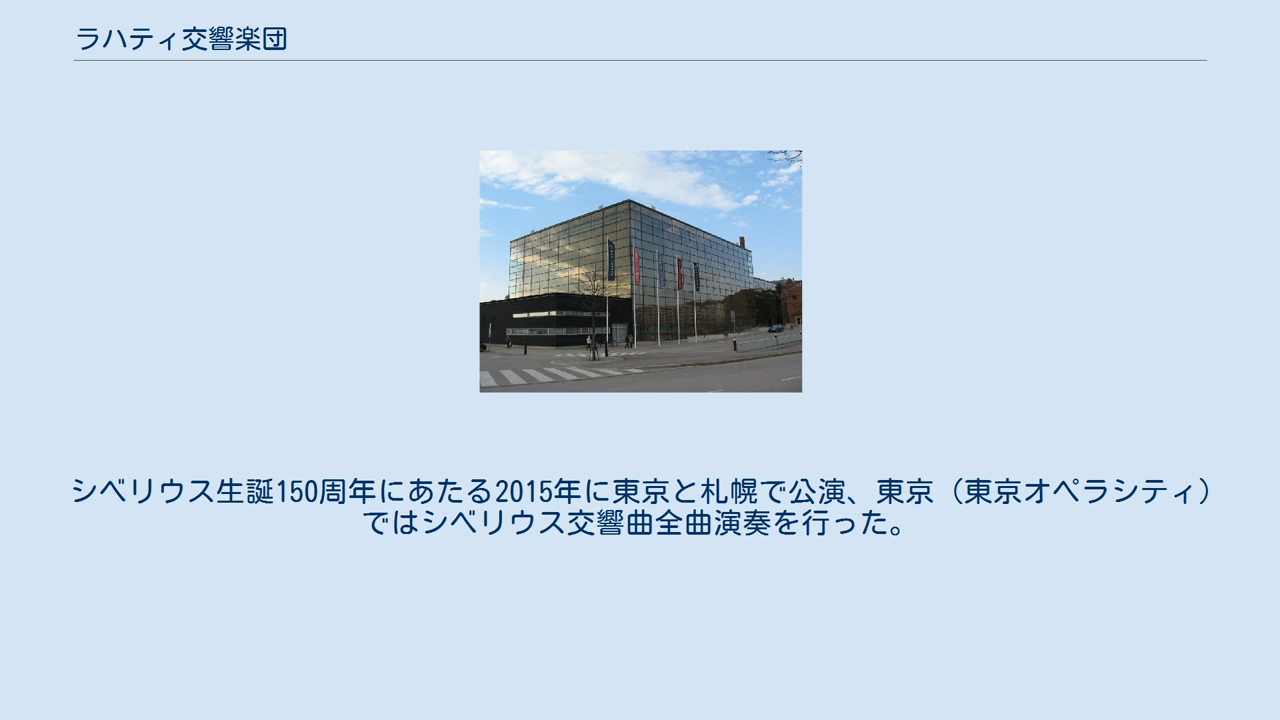 ラハティ交響楽団
シベリウス生誕150周年にあたる2015年に東京と札幌で公演、東京（東京オペラシティ）
ではシベリウス交響曲全曲演奏を行った。